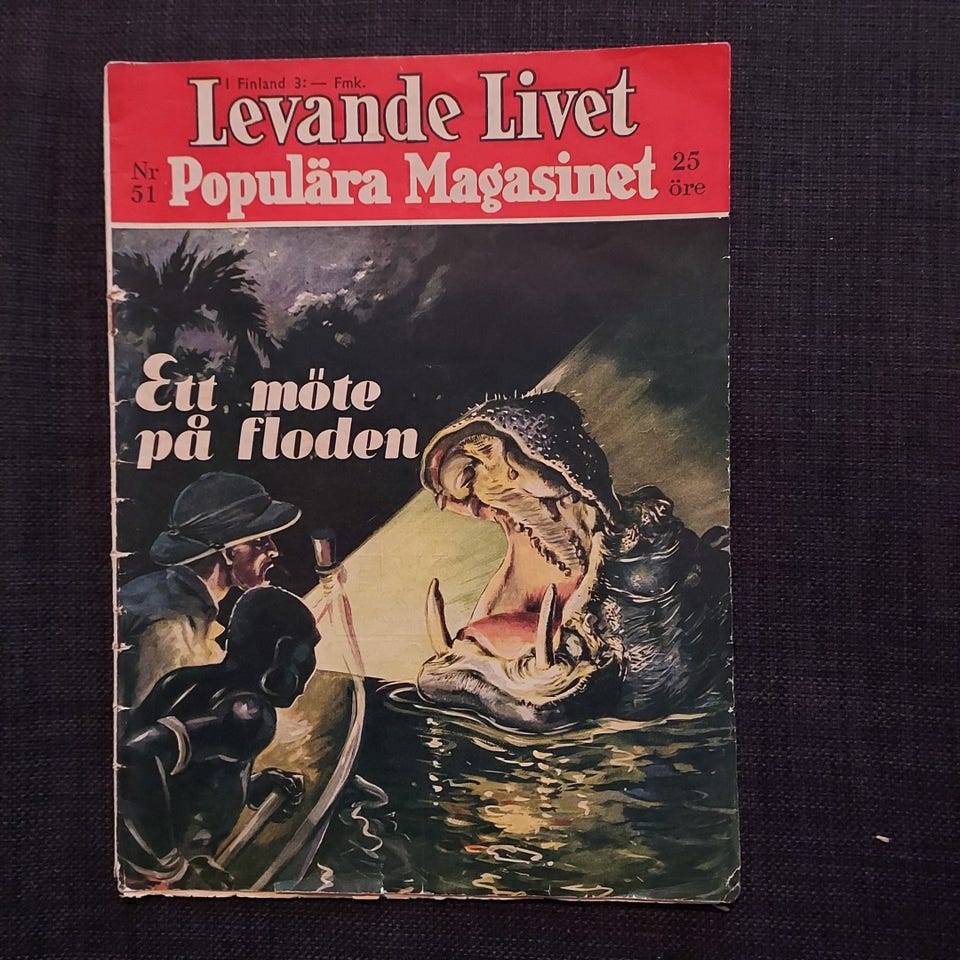 I Finland 3:— Fmk.
Levande Livet
Nr 51
Populära Magasinet
25 öre
Ett möte
på floden